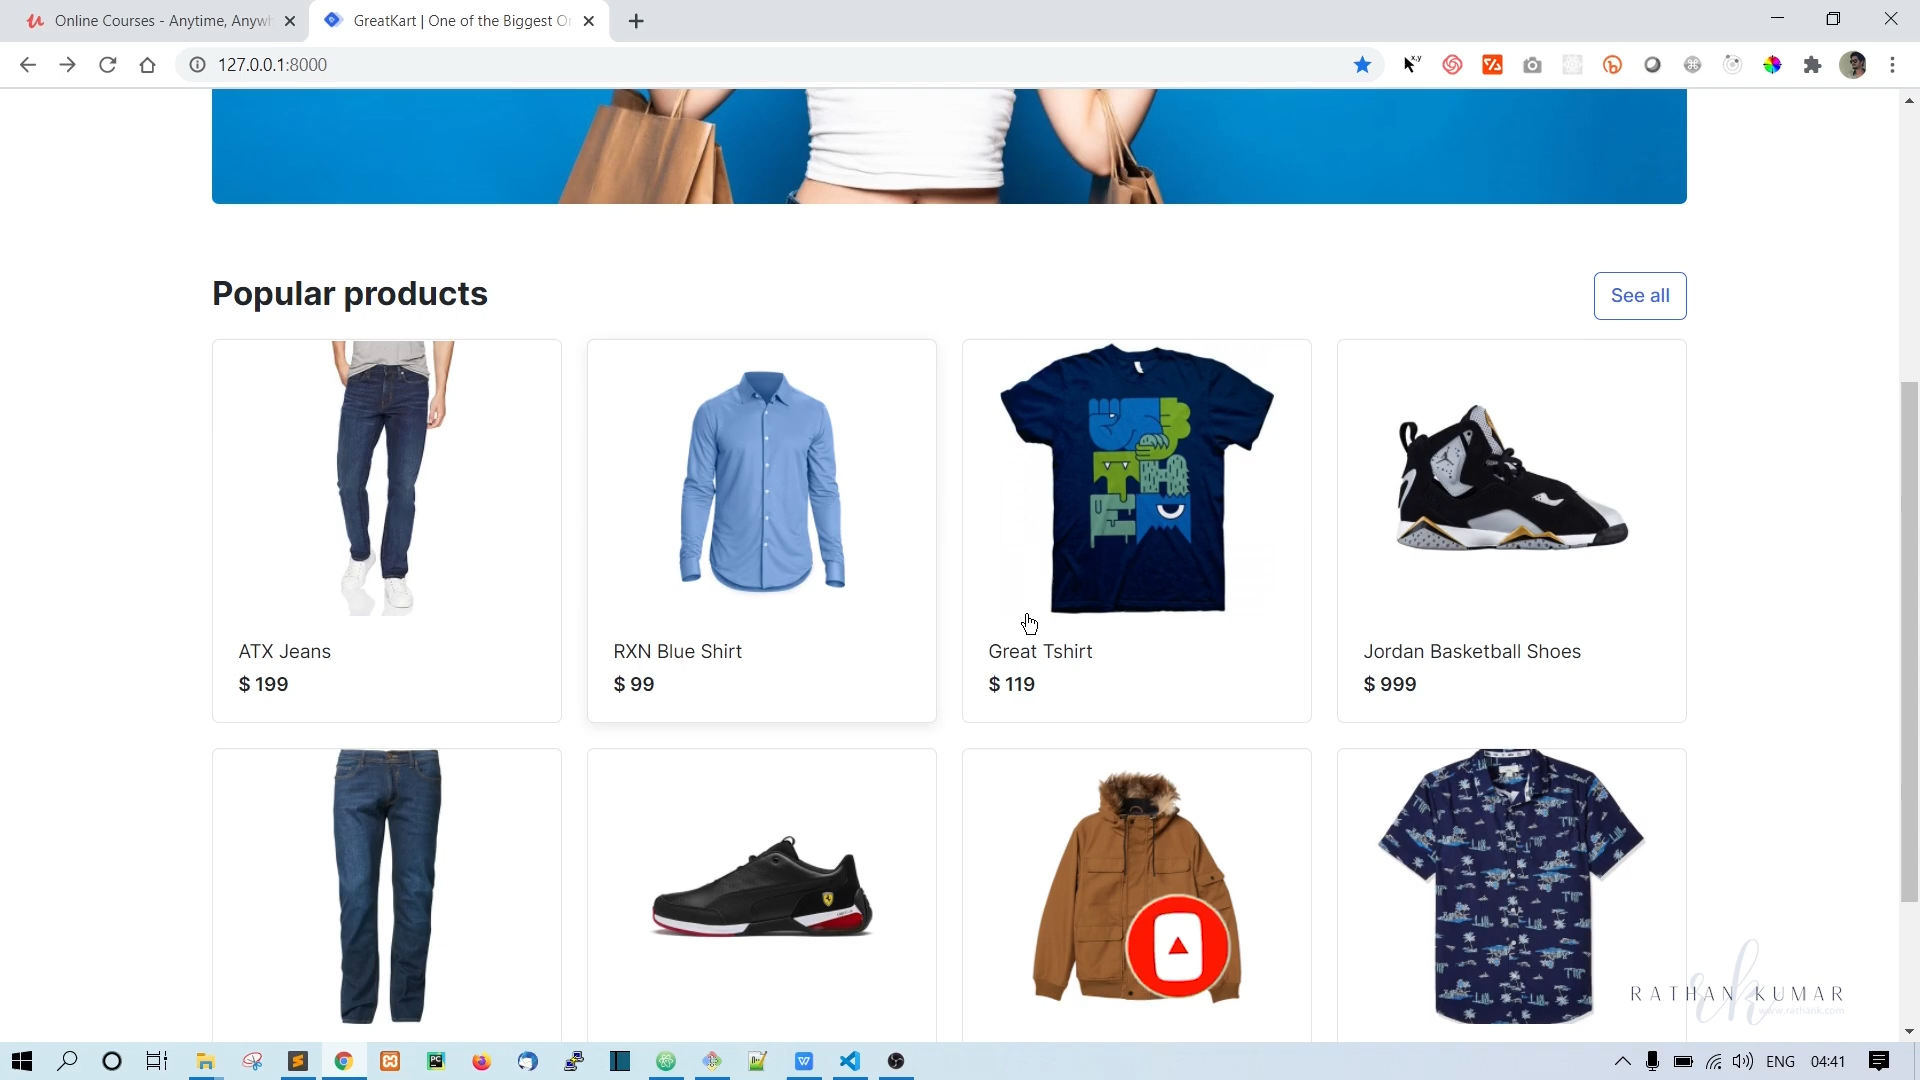 Online Courses - Anytime, Anywh
GreatKart | One of the Biggest O
127.0.0.1:8000
x,y
Popular products
See all
ATX Jeans
$ 199
RXN Blue Shirt
$ 99
Great Tshirt
$ 119
Jordan Basketball Shoes
$ 999
RATHAN KUMAR
www.rathank.com
ENG
04:41